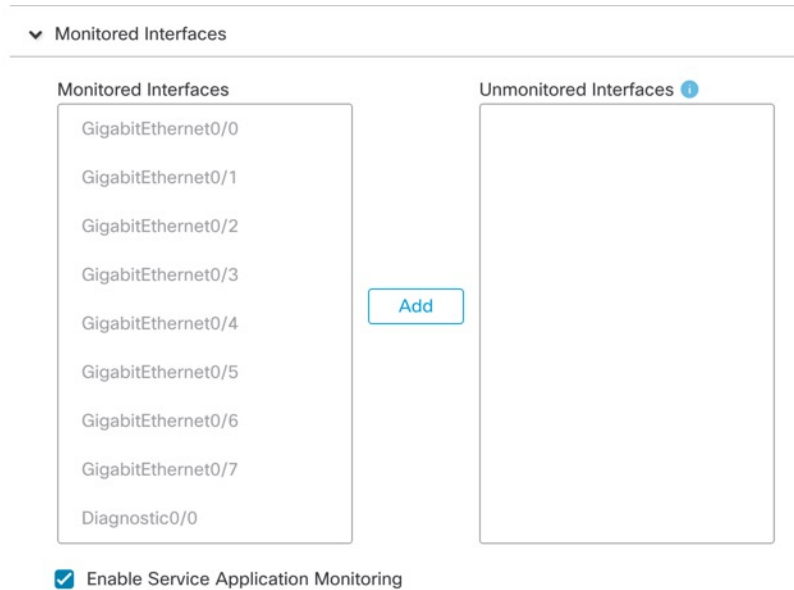 Monitored Interfaces
Monitored Interfaces
Unmonitored Interfaces
GigabitEthernet0/0
GigabitEthernet0/1
GigabitEthernet0/2
GigabitEthernet0/3
GigabitEthernet0/4
GigabitEthernet0/5
GigabitEthernet0/6
GigabitEthernet0/7
Diagnostic0/0
Add
Enable Service Application Monitoring